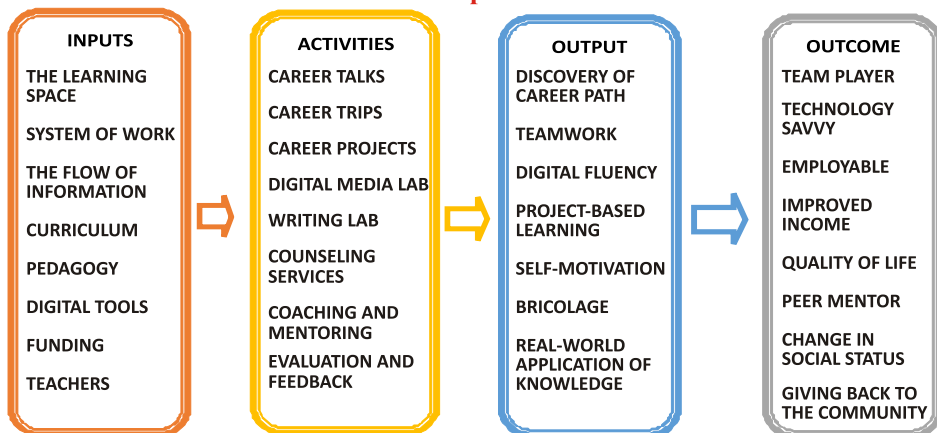 INPUTS
THE LEARNING
SPACE
SYSTEM OF WORK
THE FLOW OF
INFORMATION
CURRICULUM
PEDAGOGY
DIGITAL TOOLS
FUNDING
TEACHERS
ACTIVITIES
CAREER TALKS
CAREER TRIPS
CAREER PROJECTS
DIGITAL MEDIA LAB
WRITING LAB
COUNSELING
SERVICES
COACHING AND
MENTORING
EVALUATION AND
FEEDBACK
OUTPUT
DISCOVERY OF
CAREER PATH
TEAMWORK
DIGITAL FLUENCY
PROJECT-BASED
LEARNING
SELF-MOTIVATION
BRICOLAGE
REAL-WORLD
APPLICATION OF
KNOWLEDGE
OUTCOME
TEAM PLAYER
TECHNOLOGY
SAVVY
EMPLOYABLE
IMPROVED
INCOME
QUALITY OF LIFE
PEER MENTOR
CHANGE IN
SOCIAL STATUS
GIVING BACK TO
THE COMMUNITY